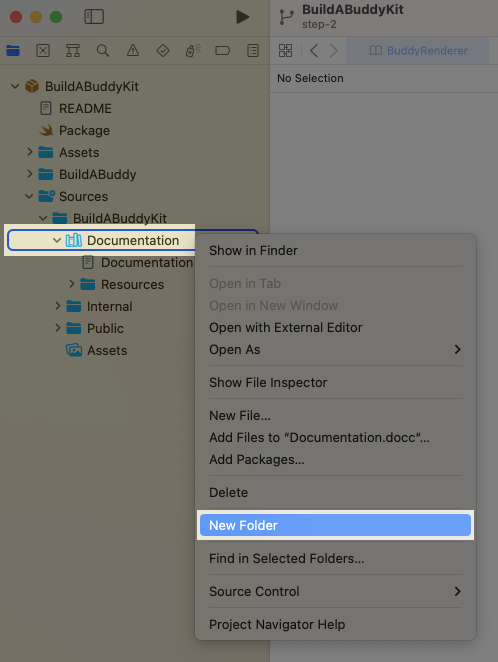 BuildABuddyKit
step-2
BuddyRenderer
No Selection
BuildABuddyKit
README
Package
Assets
BuildABuddy
Sources
BuildABuddyKit
Documentation
Documentation
Resources
Internal
Public
Assets
Show in Finder
Open in Tab
Open in New Window
Open with External Editor
Open As
Show File Inspector
New File...
Add Files to “Documentation.docc”...
Add Packages...
Delete
New Folder
Find in Selected Folders...
Source Control
Project Navigator Help